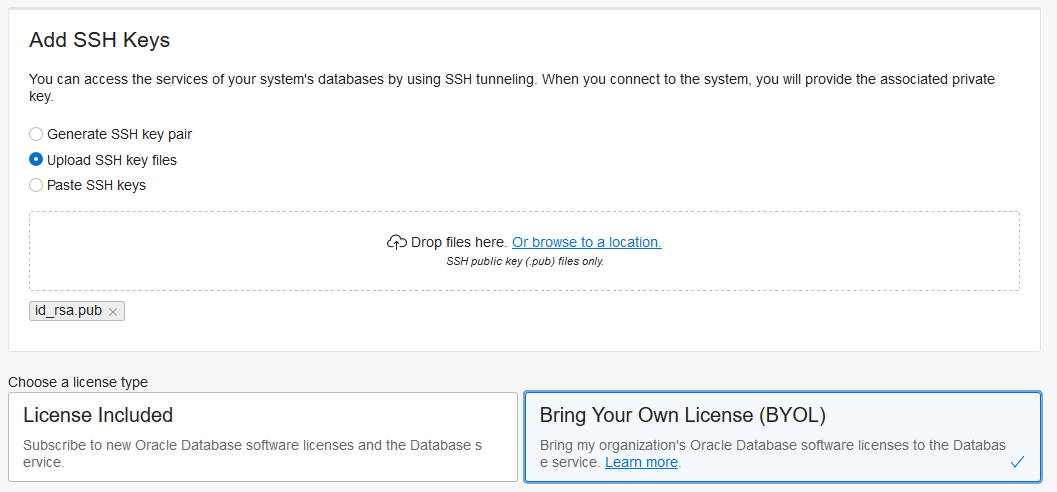 Add SSH Keys
You can access the services of your system's databases by using SSH tunneling. When you connect to the system, you will provide the associated private
key.
Generate SSH key pair
Upload SSH key files
Paste SSH keys
Drop files here. Or browse to a location.
SSH public key (.pub) files only.
id_rsa.pub ×
Choose a license type
License Included
Subscribe to new Oracle Database software licenses and the Database s
ervice.
Bring Your Own License (BYOL)
Bring my organization's Oracle Database software licenses to the Databas
e service. Learn more.